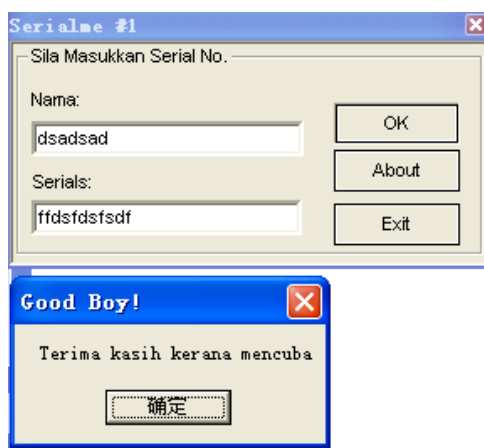 Serialme #1
Sila Masukkan Serial No.
Nama:
dsadsad
OK
About
Serials:
ffdsfdsfsdf
Exit
Good Boy!
Terima kasih kerana mencuba
确定